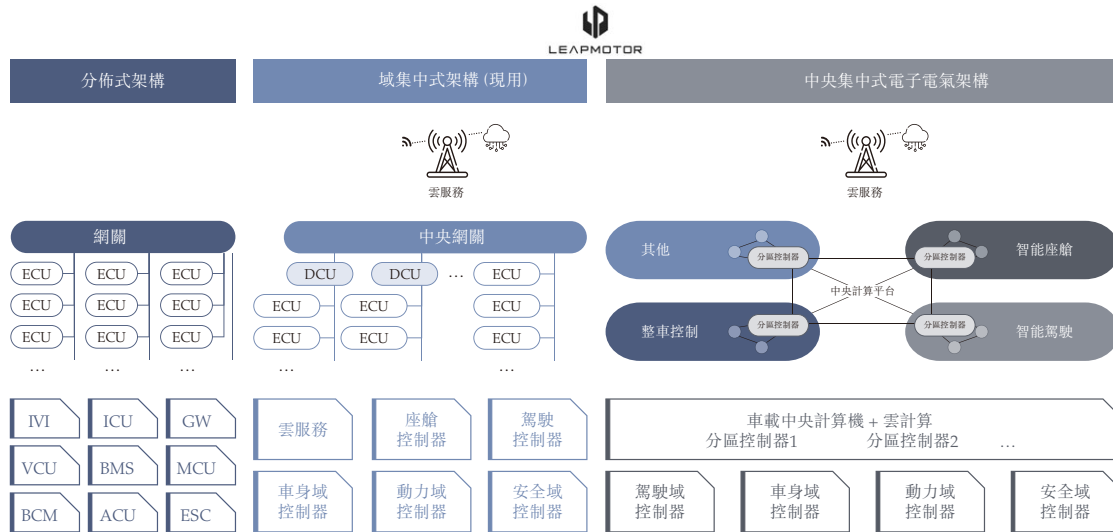 LEAPMOTOR
分佈式架構
域集中式架構 (現用)
中央集中式電子電氣架構
雲服務
雲服務
網關
ECU ECU ECU
ECU ECU ECU
ECU ECU ECU
… … …
中央網關
DCU DCU … ECU
ECU ECU ECU
ECU ECU ECU
… …
其他
分區控制器
分區控制器
智能座艙
中央計算平台
整車控制
分區控制器
分區控制器
智能駕駛
IVI ICU GW
VCU BMS MCU
BCM ACU ESC
雲服務
座艙
控制器
駕駛
控制器
車身域
控制器
動力域
控制器
安全域
控制器
車載中央計算機 + 雲計算
分區控制器1 分區控制器2 …
駕駛域
控制器
車身域
控制器
動力域
控制器
安全域
控制器